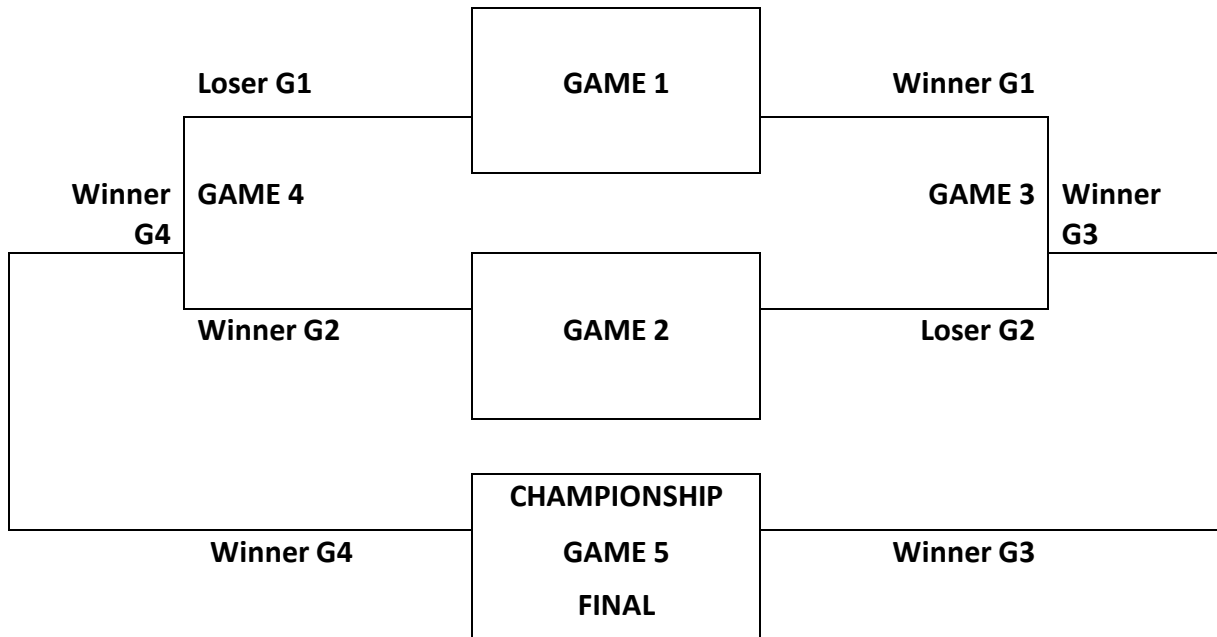 Loser G1 GAME 1 Winner G1
Winner GAME 4 GAME 3 Winner
G4 G3
Winner G2 GAME 2 Loser G2
CHAMPIONSHIP
Winner G4 GAME 5 Winner G3
FINAL